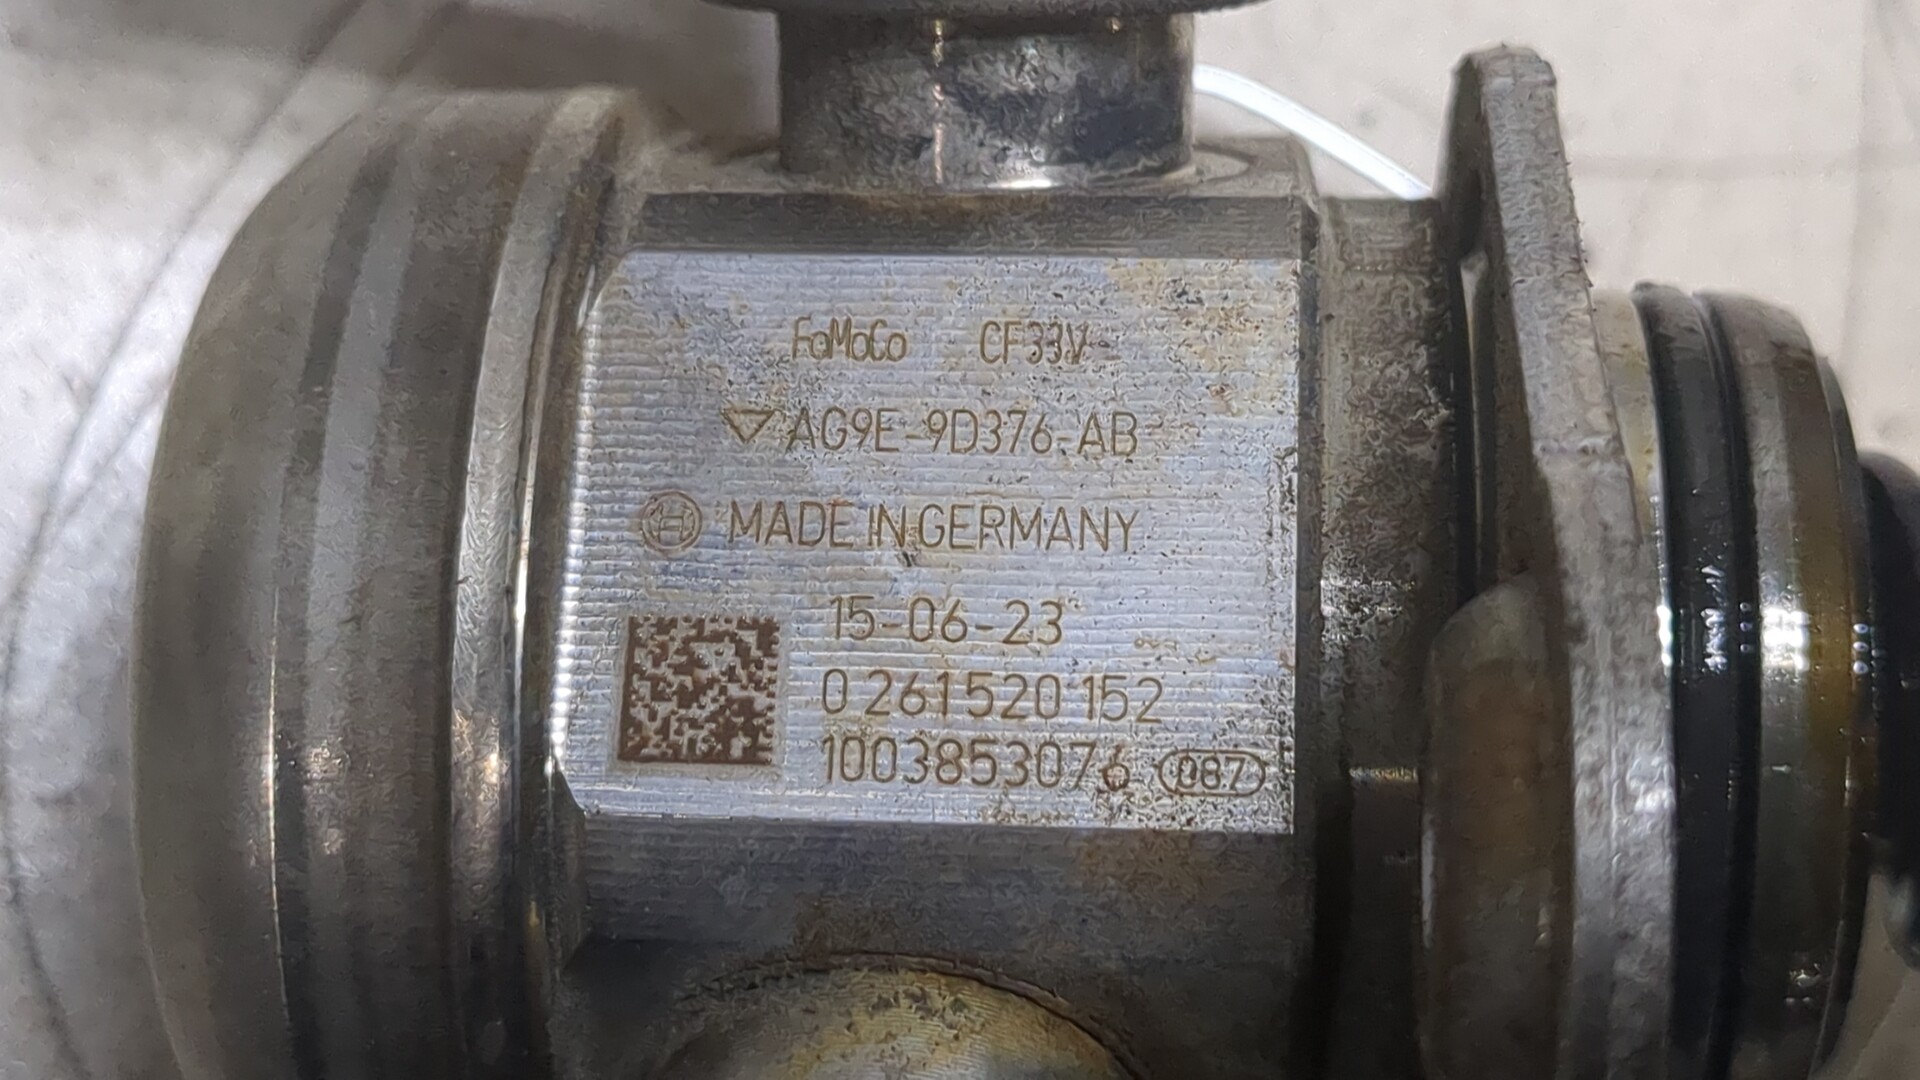 FoMoCo CF33V
AG9E-9D376-AB
MADE IN GERMANY
15-06-23
0 261 520 152
1003853076 087